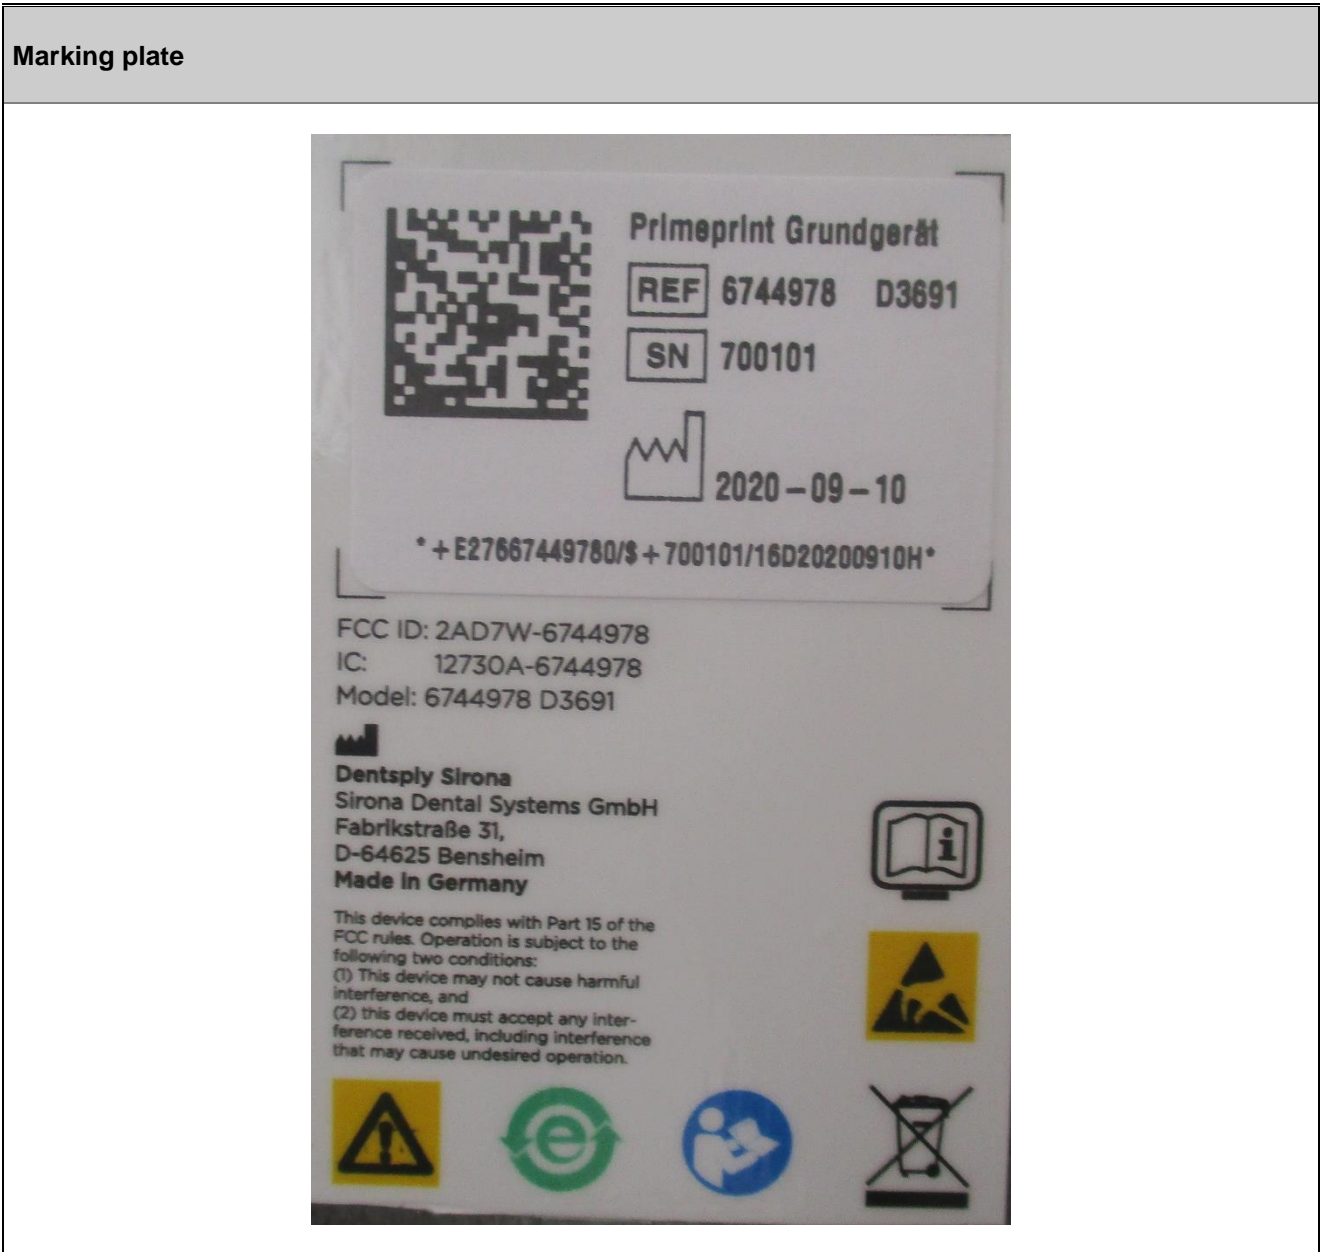 Marking plate
Primeprint Grundgerät
REF 6744978 D3691
SN 700101
2020-09-10
*+E27667449780/$+700101/16D20200910H*
FCC ID: 2AD7W-6744978
IC: 12730A-6744978
Model: 6744978 D3691
Dentsply Sirona
Sirona Dental Systems GmbH
Fabrikstraße 31,
D-64625 Bensheim
Made in Germany
This device complies with Part 15 of the
FCC rules. Operation is subject to the
following two conditions:
(1) This device may not cause harmful
interference, and
(2) this device must accept any inter-
ference received, including interference
that may cause undesired operation.
e